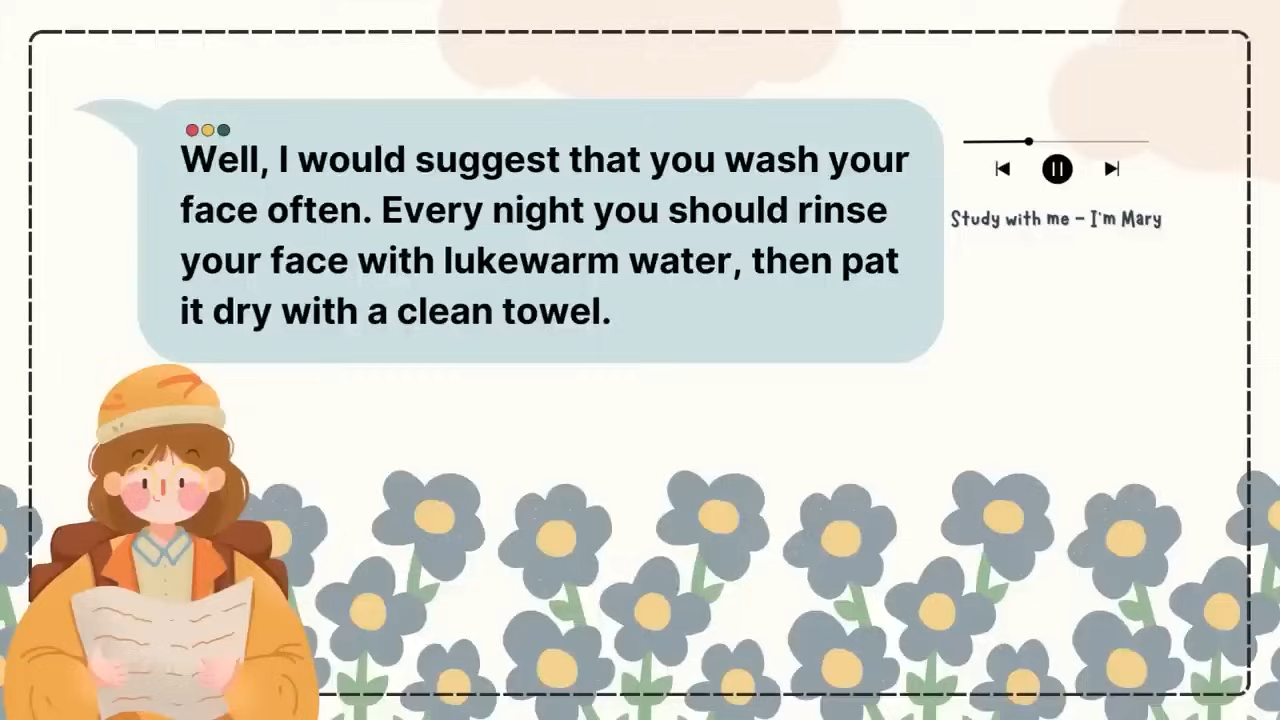 Well, I would suggest that you wash your
face often. Every night you should rinse
your face with lukewarm water, then pat
it dry with a clean towel.
Study with me - I'm Mary